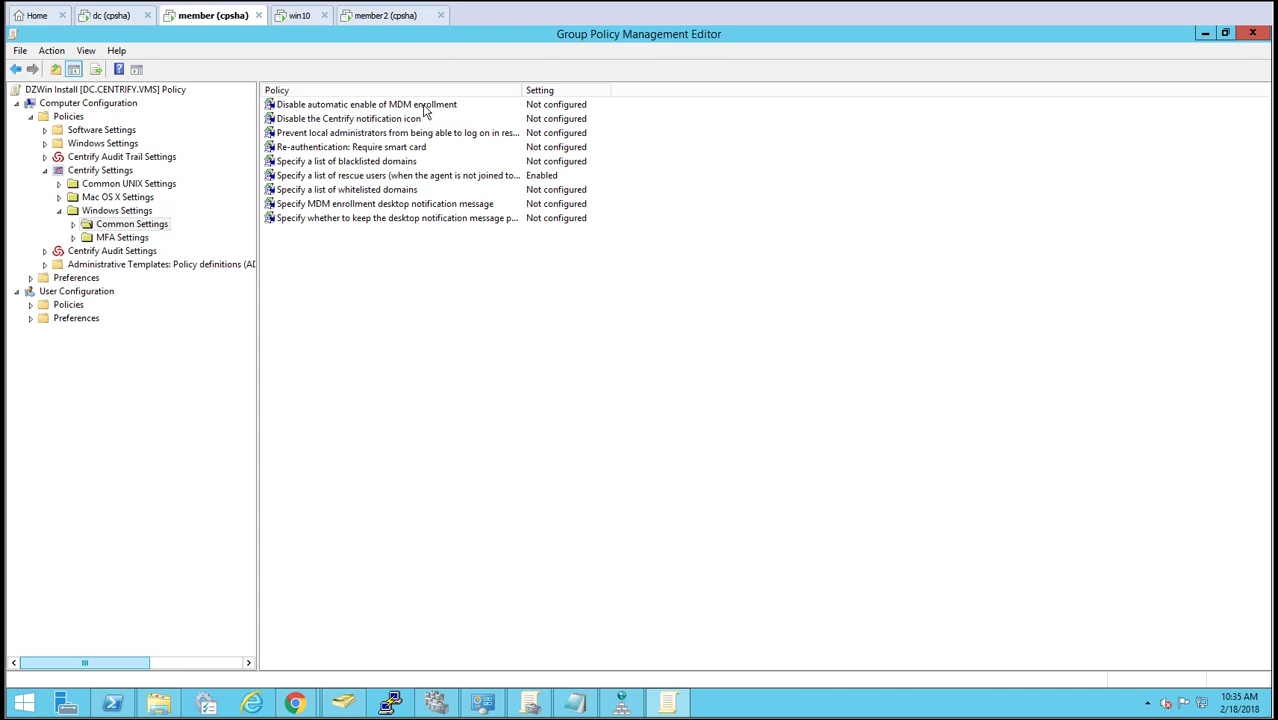 Home
dc (cpsha)
member (cpsha)
win10
member2 (cpsha)
Group Policy Management Editor
File Action View Help
DZWin Install [DC.CENTRIFY.VMS] Policy
Computer Configuration
Policies
Software Settings
Windows Settings
Centrify Audit Trail Settings
Centrify Settings
Common UNIX Settings
Mac OS X Settings
Windows Settings
Common Settings
MFA Settings
Centrify Audit Settings
Administrative Templates: Policy definitions (AD
Preferences
User Configuration
Policies
Preferences
Policy Setting
Disable automatic enable of MDM enrollment Not configured
Disable the Centrify notification icon Not configured
Prevent local administrators from being able to log on in res... Not configured
Re-authentication: Require smart card Not configured
Specify a list of blacklisted domains Not configured
Specify a list of rescue users (when the agent is not joined to... Enabled
Specify a list of whitelisted domains Not configured
Specify MDM enrollment desktop notification message Not configured
Specify whether to keep the desktop notification message p... Not configured
10:35 AM
2/18/2018